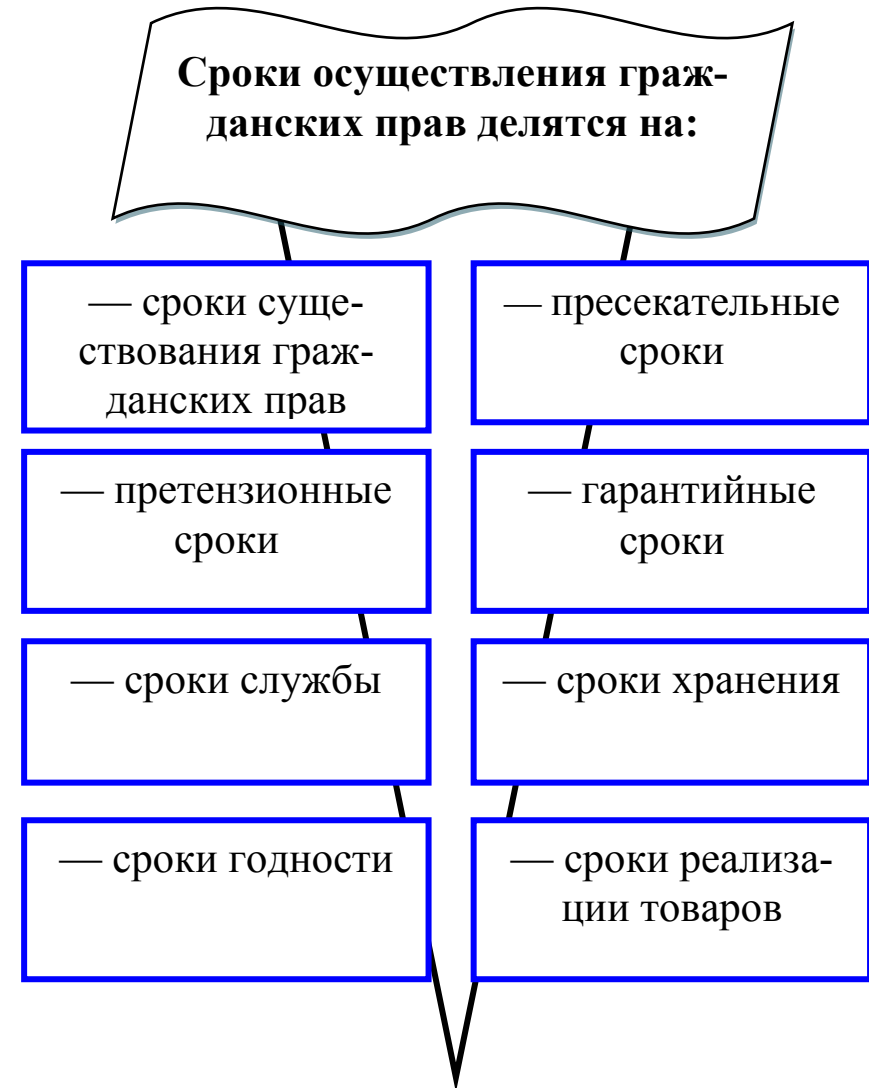 Сроки осуществления граж-
данских прав делятся на:
— сроки суще-
ствования граж-
данских прав
— пресекательные
сроки
— претензионные
сроки
— гарантийные
сроки
— сроки службы
— сроки хранения
— сроки годности
— сроки реализа-
ции товаров